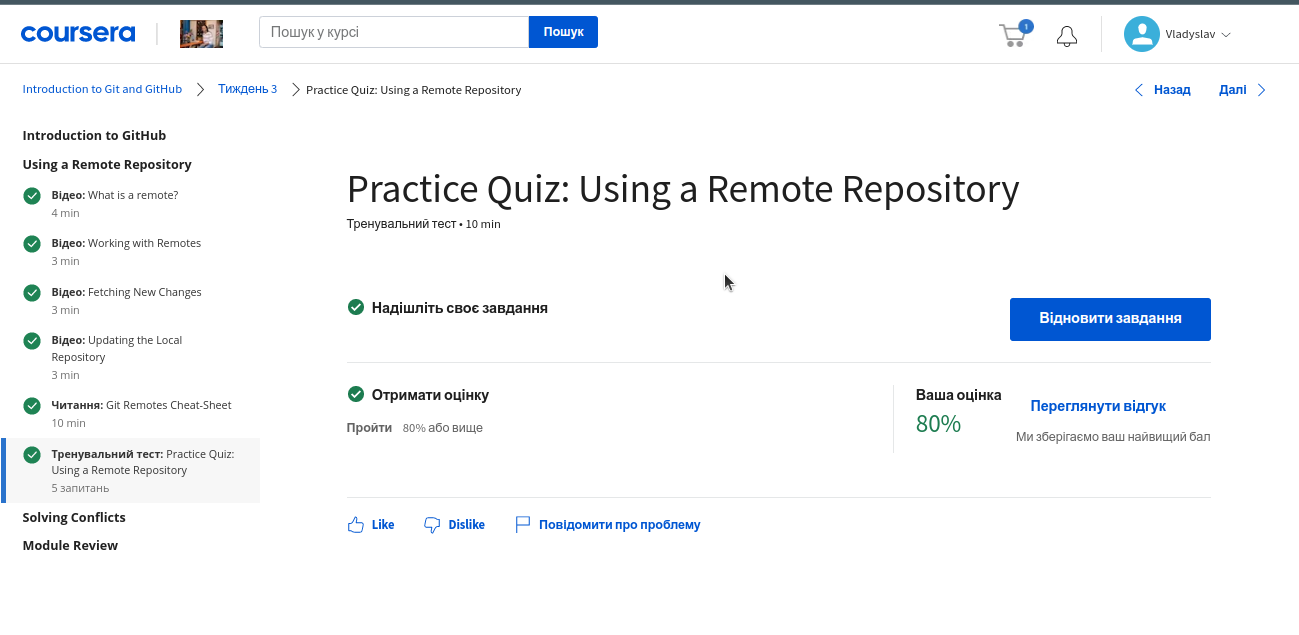 coursera
Пошук у курсі
Пошук
1
Vladyslav
Introduction to Git and GitHub
Тиждень 3
Practice Quiz: Using a Remote Repository
Назад
Далі
Introduction to GitHub
Using a Remote Repository
Відео: What is a remote?
4 min
Відео: Working with Remotes
3 min
Відео: Fetching New Changes
3 min
Відео: Updating the Local
Repository
3 min
Читання: Git Remotes Cheat-Sheet
10 min
Тренувальний тест: Practice Quiz:
Using a Remote Repository
5 запитань
Solving Conflicts
Module Review
Practice Quiz: Using a Remote Repository
Тренувальний тест • 10 min
Надішліть своє завдання
Відновити завдання
Отримати оцінку
Пройти 80% або вище
Ваша оцінка
80%
Переглянути відгук
Ми зберігаємо ваш найвищий бал
Like
Dislike
Повідомити про проблему